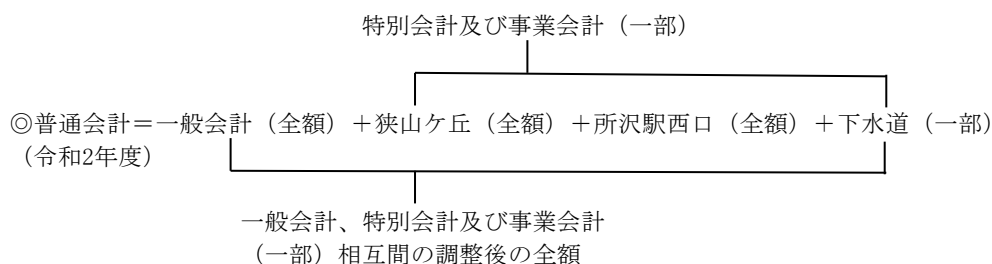 特別会計及び事業会計（一部）
◎普通会計＝一般会計（全額）＋狭山ケ丘（全額）＋所沢駅西口（全額）＋下水道（一部）
（令和2年度）
一般会計、特別会計及び事業会計
（一部）相互間の調整後の全額